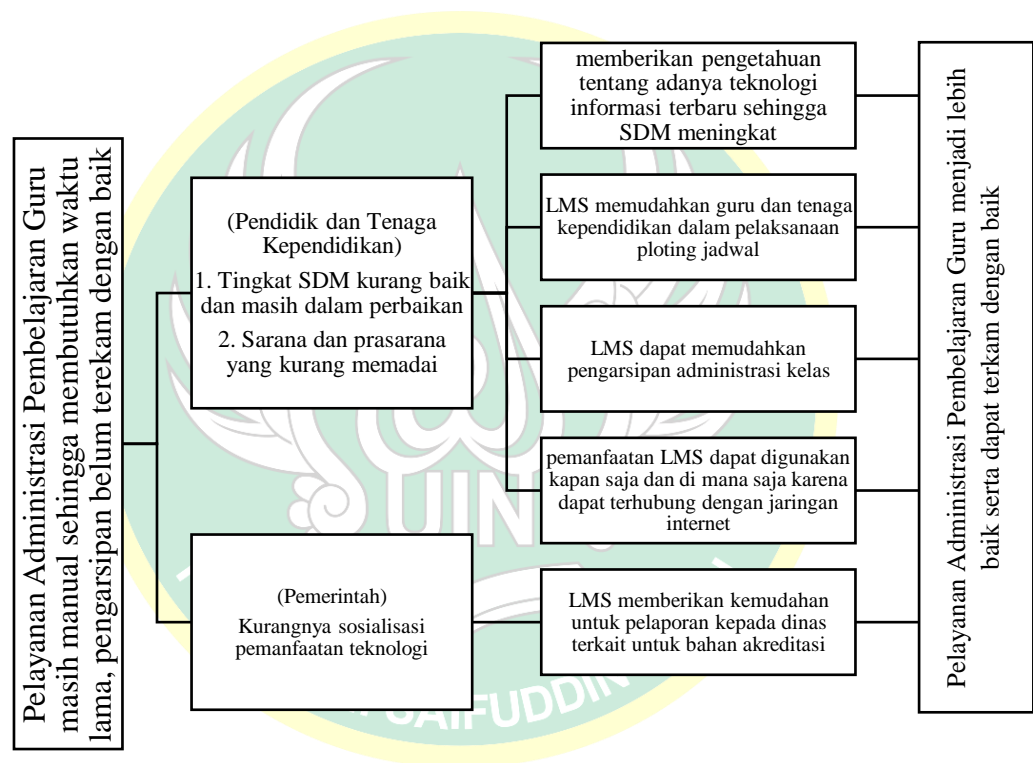 Pelayanan Administrasi Pembelajaran Guru
masih manual sehingga membutuhkan waktu
lama, pengarsipan belum terekam dengan baik
(Pendidik dan Tenaga
Kependidikan)
1. Tingkat SDM kurang baik
dan masih dalam perbaikan
2. Sarana dan prasarana
yang kurang memadai
(Pemerintah)
Kurangnya sosialisasi
pemanfaatan teknologi
memberikan pengetahuan
tentang adanya teknologi
informasi terbaru sehingga
SDM meningkat
LMS memudahkan guru dan tenaga
kependidikan dalam pelaksanaan
ploting jadwal
LMS dapat memudahkan
pengarsipan administrasi kelas
pemanfaatan LMS dapat digunakan
kapan saja dan di mana saja karena
dapat terhubung dengan jaringan
internet
LMS memberikan kemudahan
untuk pelaporan kepada dinas
terkait untuk bahan akreditasi
Pelayanan Administrasi Pembelajaran Guru menjadi lebih
baik serta dapat terkam dengan baik
UIN
SAIFUDDIN